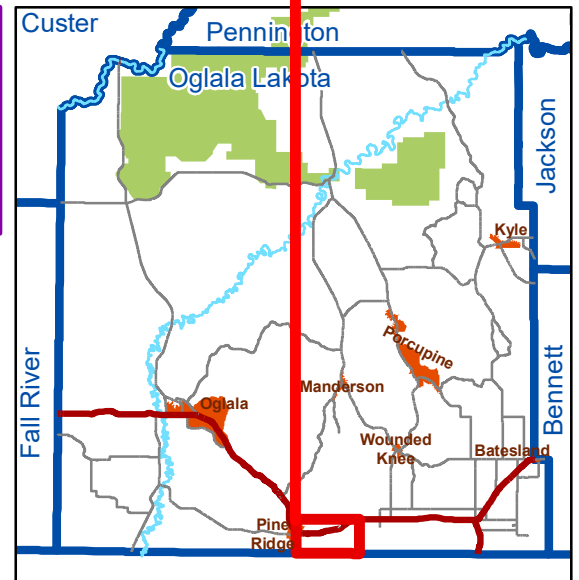 Custer
Pennington
Oglala Lakota
Jackson
Kyle
Porcupine
Fall River
Manderson
Oglala
Bennett
Wounded
Knee
Batesland
Pine
Ridge